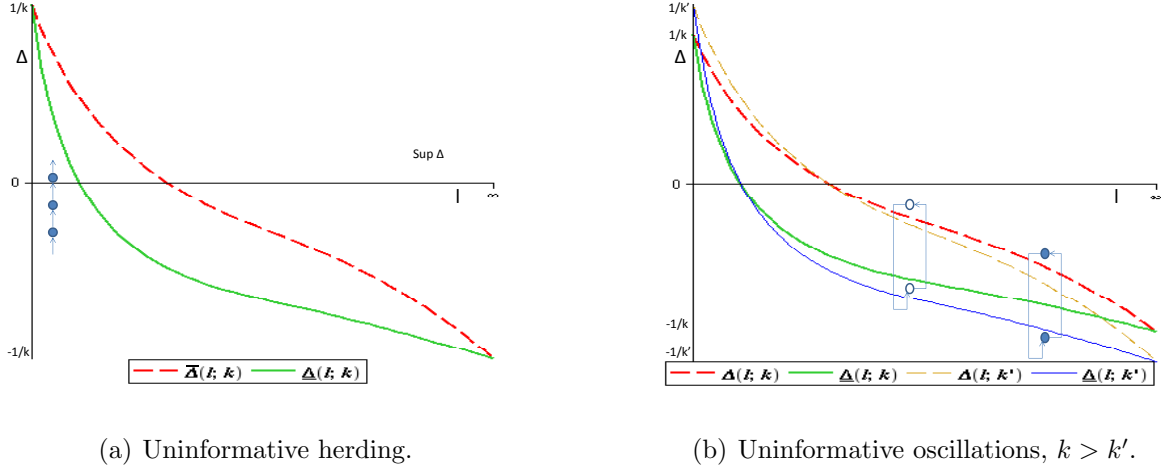 1/k
Δ
Sup Δ
0
l
∞
-1/k
Δ̅(l; k) Δ̲(l; k)
(a) Uninformative herding.
1/k’
1/k
Δ
0
l
∞
-1/k
-1/k’
Δ(l; k) Δ̲(l; k) Δ(l; k') Δ̲(l; k')
(b) Uninformative oscillations, k > k′.